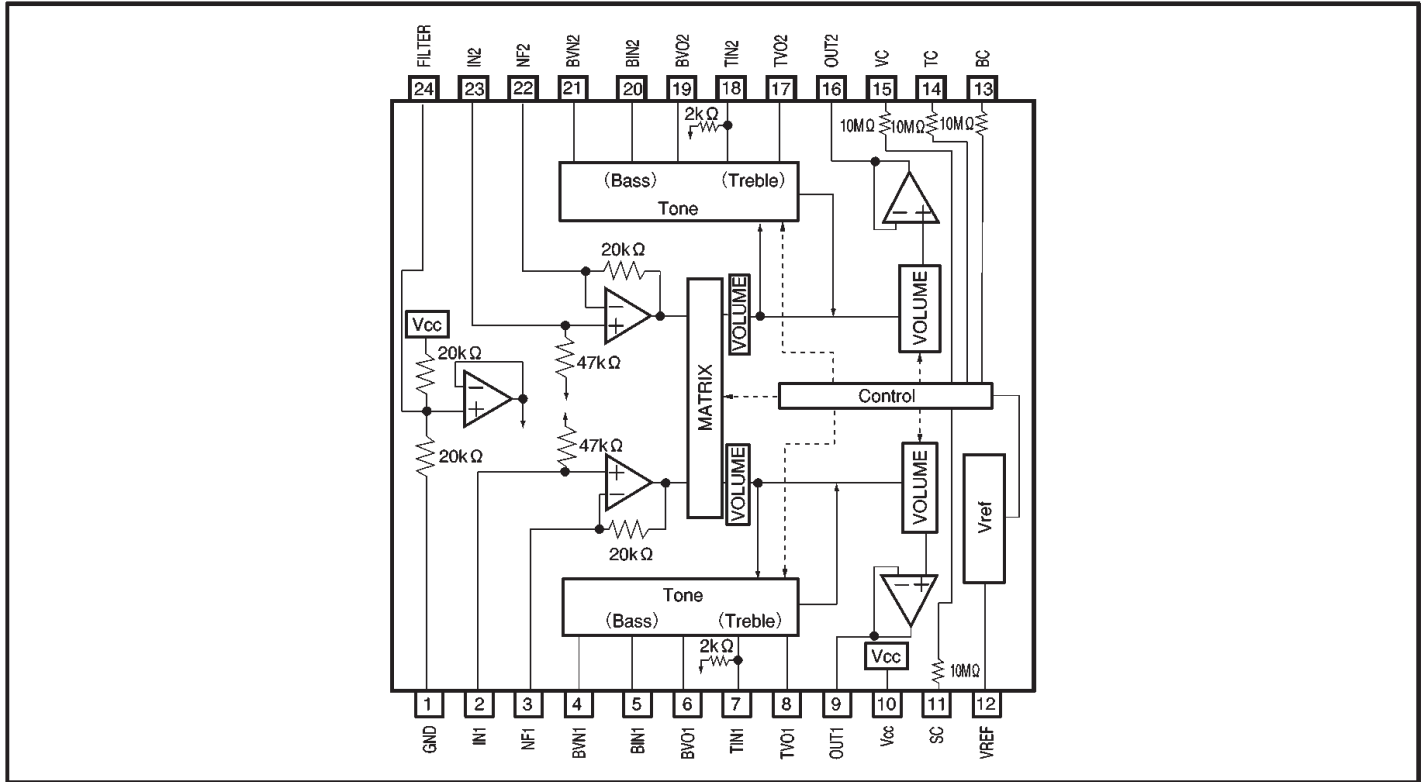 FILTER
IN2
NF2
BVN2
BIN2
BVO2
TIN2
TVO2
OUT2
VC
TC
BC
24
23
22
21
20
19
18
17
16
15
14
13
2kΩ
10MΩ
10MΩ
10MΩ
(Bass)
(Treble)
Tone
− +
20kΩ
−
+
VOLUME
VOLUME
Vcc
20kΩ
47kΩ
−
+
MATRIX
Control
20kΩ
47kΩ
+
−
VOLUME
VOLUME
Vref
20kΩ
− +
Tone
(Bass)
(Treble)
2kΩ
Vcc
10MΩ
1
2
3
4
5
6
7
8
9
10
11
12
GND
IN1
NF1
BVN1
BIN1
BVO1
TIN1
TVO1
OUT1
Vcc
SC
VREF